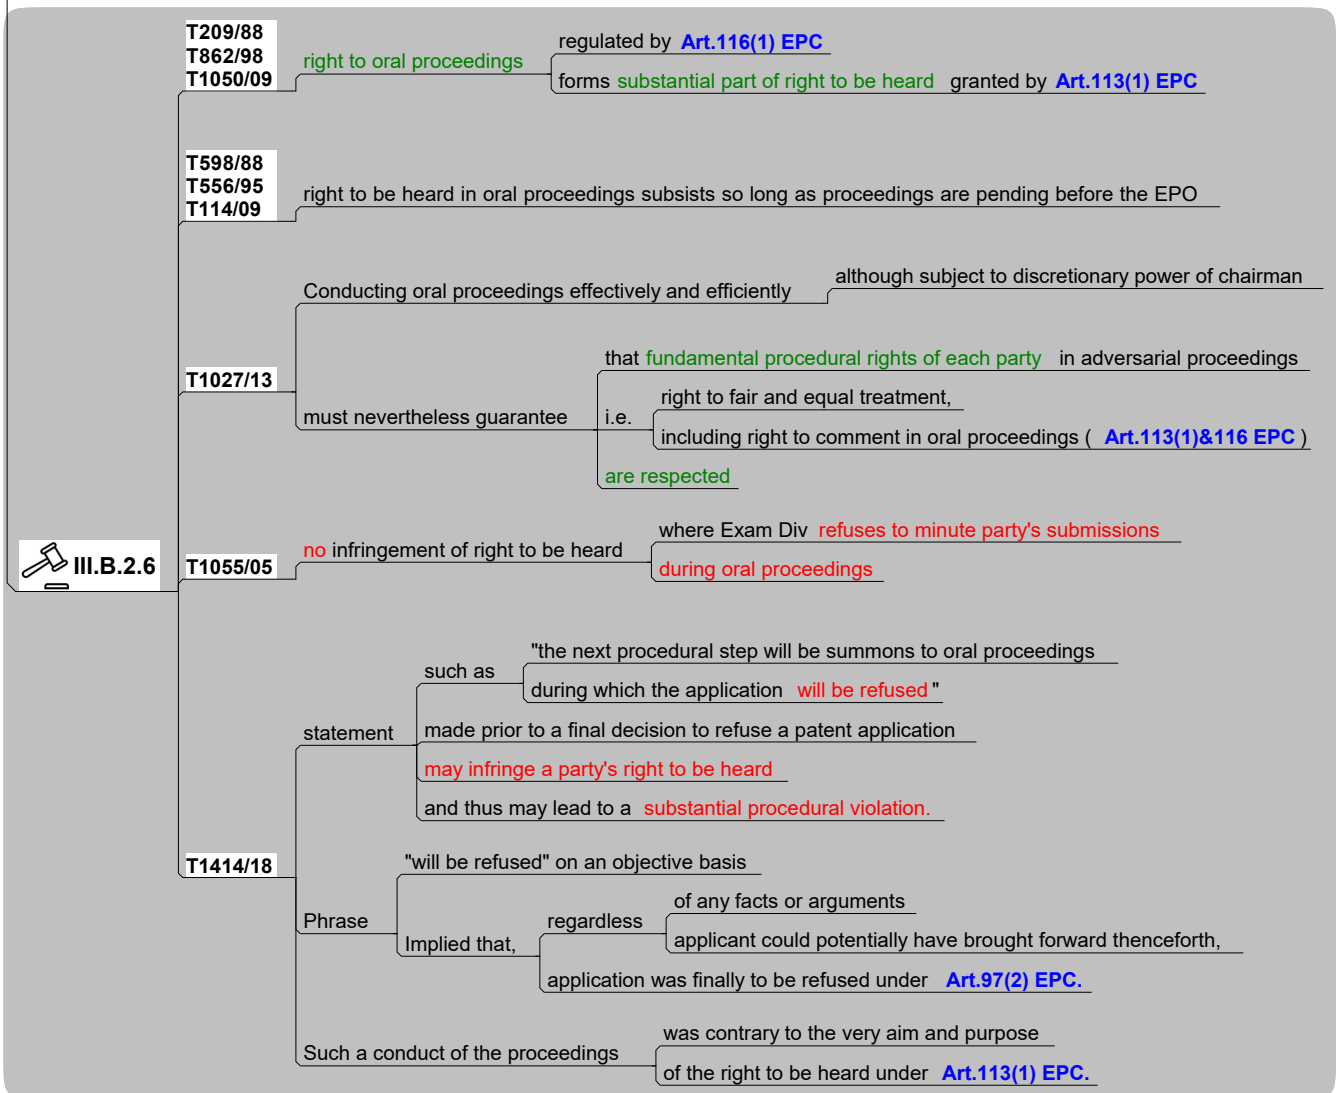 T209/88
T862/98
T1050/09
right to oral proceedings
regulated by Art.116(1) EPC
forms substantial part of right to be heard granted by Art.113(1) EPC
T598/88
T556/95
T114/09
right to be heard in oral proceedings subsists so long as proceedings are pending before the EPO
T1027/13
Conducting oral proceedings effectively and efficiently
although subject to discretionary power of chairman
must nevertheless guarantee
that fundamental procedural rights of each party in adversarial proceedings
i.e.
right to fair and equal treatment,
including right to comment in oral proceedings ( Art.113(1)&116 EPC )
are respected
III.B.2.6
T1055/05
no infringement of right to be heard
where Exam Div refuses to minute party's submissions
during oral proceedings
T1414/18
statement
such as
"the next procedural step will be summons to oral proceedings
during which the application will be refused "
made prior to a final decision to refuse a patent application
may infringe a party's right to be heard
and thus may lead to a substantial procedural violation.
Phrase
"will be refused" on an objective basis
Implied that,
regardless
of any facts or arguments
applicant could potentially have brought forward thenceforth,
application was finally to be refused under Art.97(2) EPC.
Such a conduct of the proceedings
was contrary to the very aim and purpose
of the right to be heard under Art.113(1) EPC.